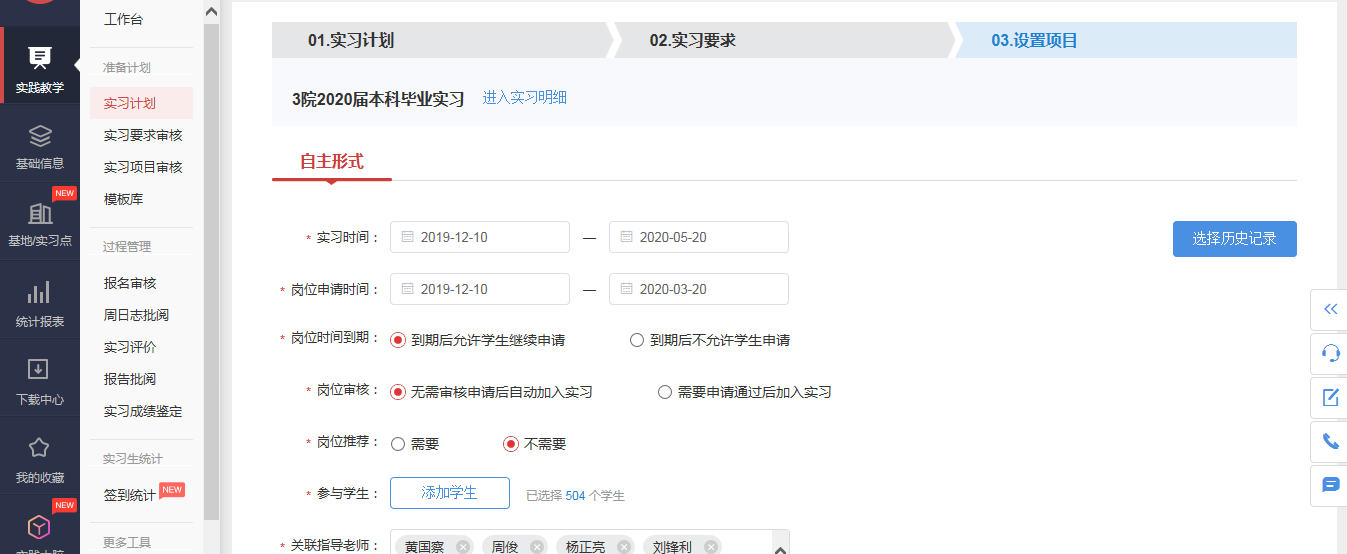 实践教学
基础信息
NEW
基地/实习点
统计报表
下载中心
我的收藏
NEW
工作台
准备计划
实习计划
实习要求审核
实习项目审核
模板库
过程管理
报名审核
周日志批阅
实习评价
报告批阅
实习成绩鉴定
实习生统计
签到统计 NEW
更多工具
01.实习计划 02.实习要求 03.设置项目
3院2020届本科毕业实习 进入实习明细
自主形式
* 实习时间： 2019-12-10 — 2020-05-20 选择历史记录
* 岗位申请时间： 2019-12-10 — 2020-03-20
* 岗位时间到期： 到期后允许学生继续申请 到期后不允许学生申请
* 岗位审核： 无需审核申请后自动加入实习 需要申请通过后加入实习
* 岗位推荐： 需要 不需要
* 参与学生： 添加学生 已选择 504 个学生
* 关联指导老师： 黄国察 周俊 杨正亮 刘锋利